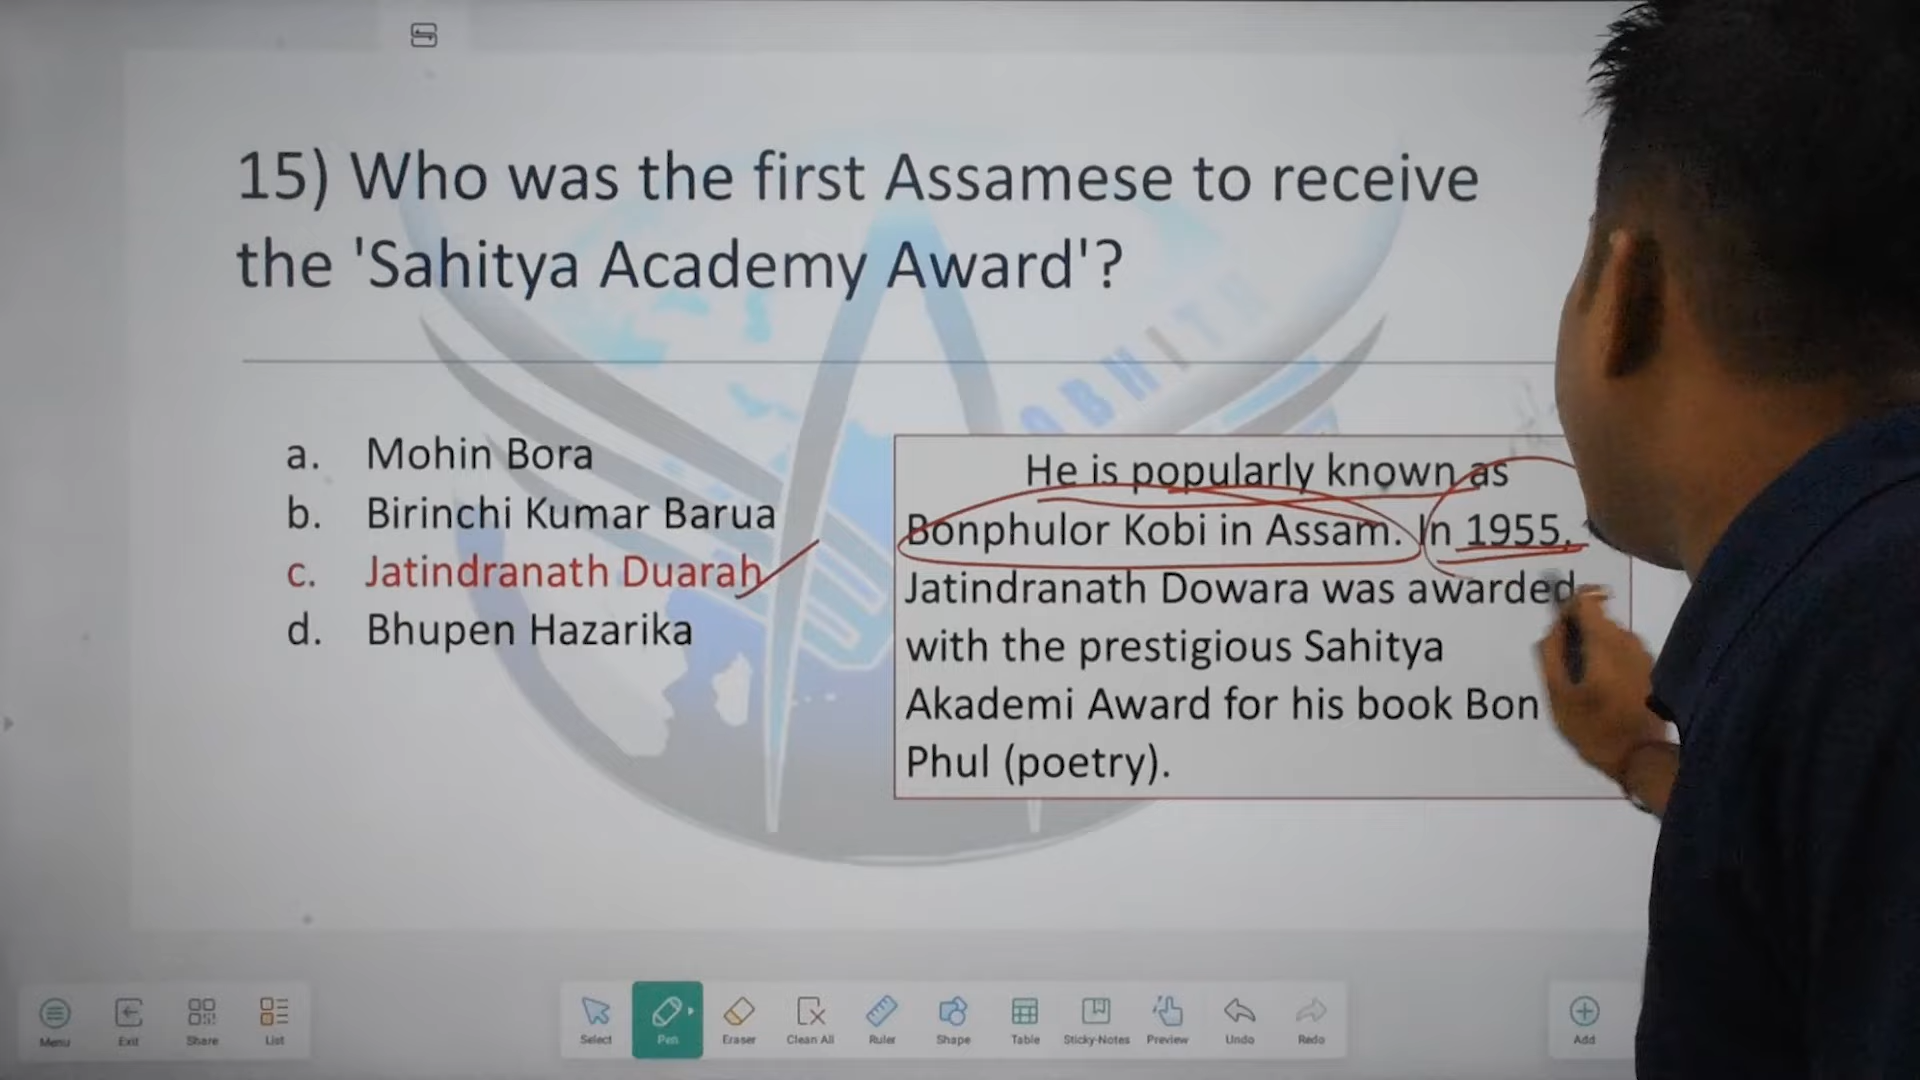 15) Who was the first Assamese to receive
the 'Sahitya Academy Award'?
a. Mohin Bora
b. Birinchi Kumar Barua
c. Jatindranath Duarah
d. Bhupen Hazarika
He is popularly known as
Bonphulor Kobi in Assam. In 1955,
Jatindranath Dowara was awarded
with the prestigious Sahitya
Akademi Award for his book Bon
Phul (poetry).
Menu Exit Share List Select Pen Eraser Clean All Ruler Shape Table Sticky-Notes Preview Undo Redo Add